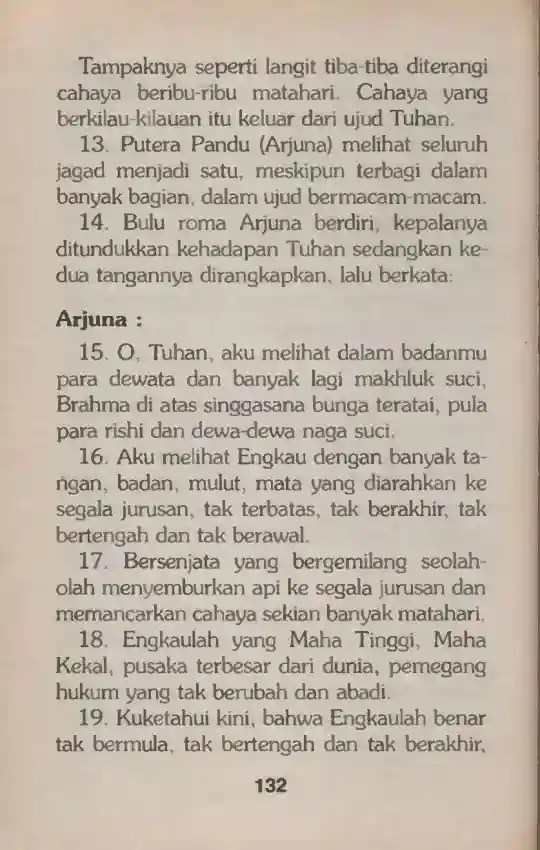 Tampaknya seperti langit tiba-tiba diterangi
cahaya beribu-ribu matahari. Cahaya yang
berkilau-kilauan itu keluar dari ujud Tuhan.
13. Putera Pandu (Arjuna) melihat seluruh
jagad menjadi satu, meskipun terbagi dalam
banyak bagian, dalam ujud bermacam-macam.
14. Bulu roma Arjuna berdiri, kepalanya
ditundukkan kehadapan Tuhan sedangkan ke-
dua tangannya dirangkapkan, lalu berkata:
Arjuna :
15. O, Tuhan, aku melihat dalam badanmu
para dewata dan banyak lagi makhluk suci,
Brahma di atas singgasana bunga teratai, pula
para rishi dan dewa-dewa naga suci.
16. Aku melihat Engkau dengan banyak ta-
ngan, badan, mulut, mata yang diarahkan ke
segala jurusan, tak terbatas, tak berakhir, tak
bertengah dan tak berawal.
17. Bersenjata yang bergemilang seolah-
olah menyemburkan api ke segala jurusan dan
memancarkan cahaya sekian banyak matahari.
18. Engkaulah yang Maha Tinggi, Maha
Kekal, pusaka terbesar dari dunia, pemegang
hukum yang tak berubah dan abadi.
19. Kuketahui kini, bahwa Engkaulah benar
tak bermula, tak bertengah dan tak berakhir,
132